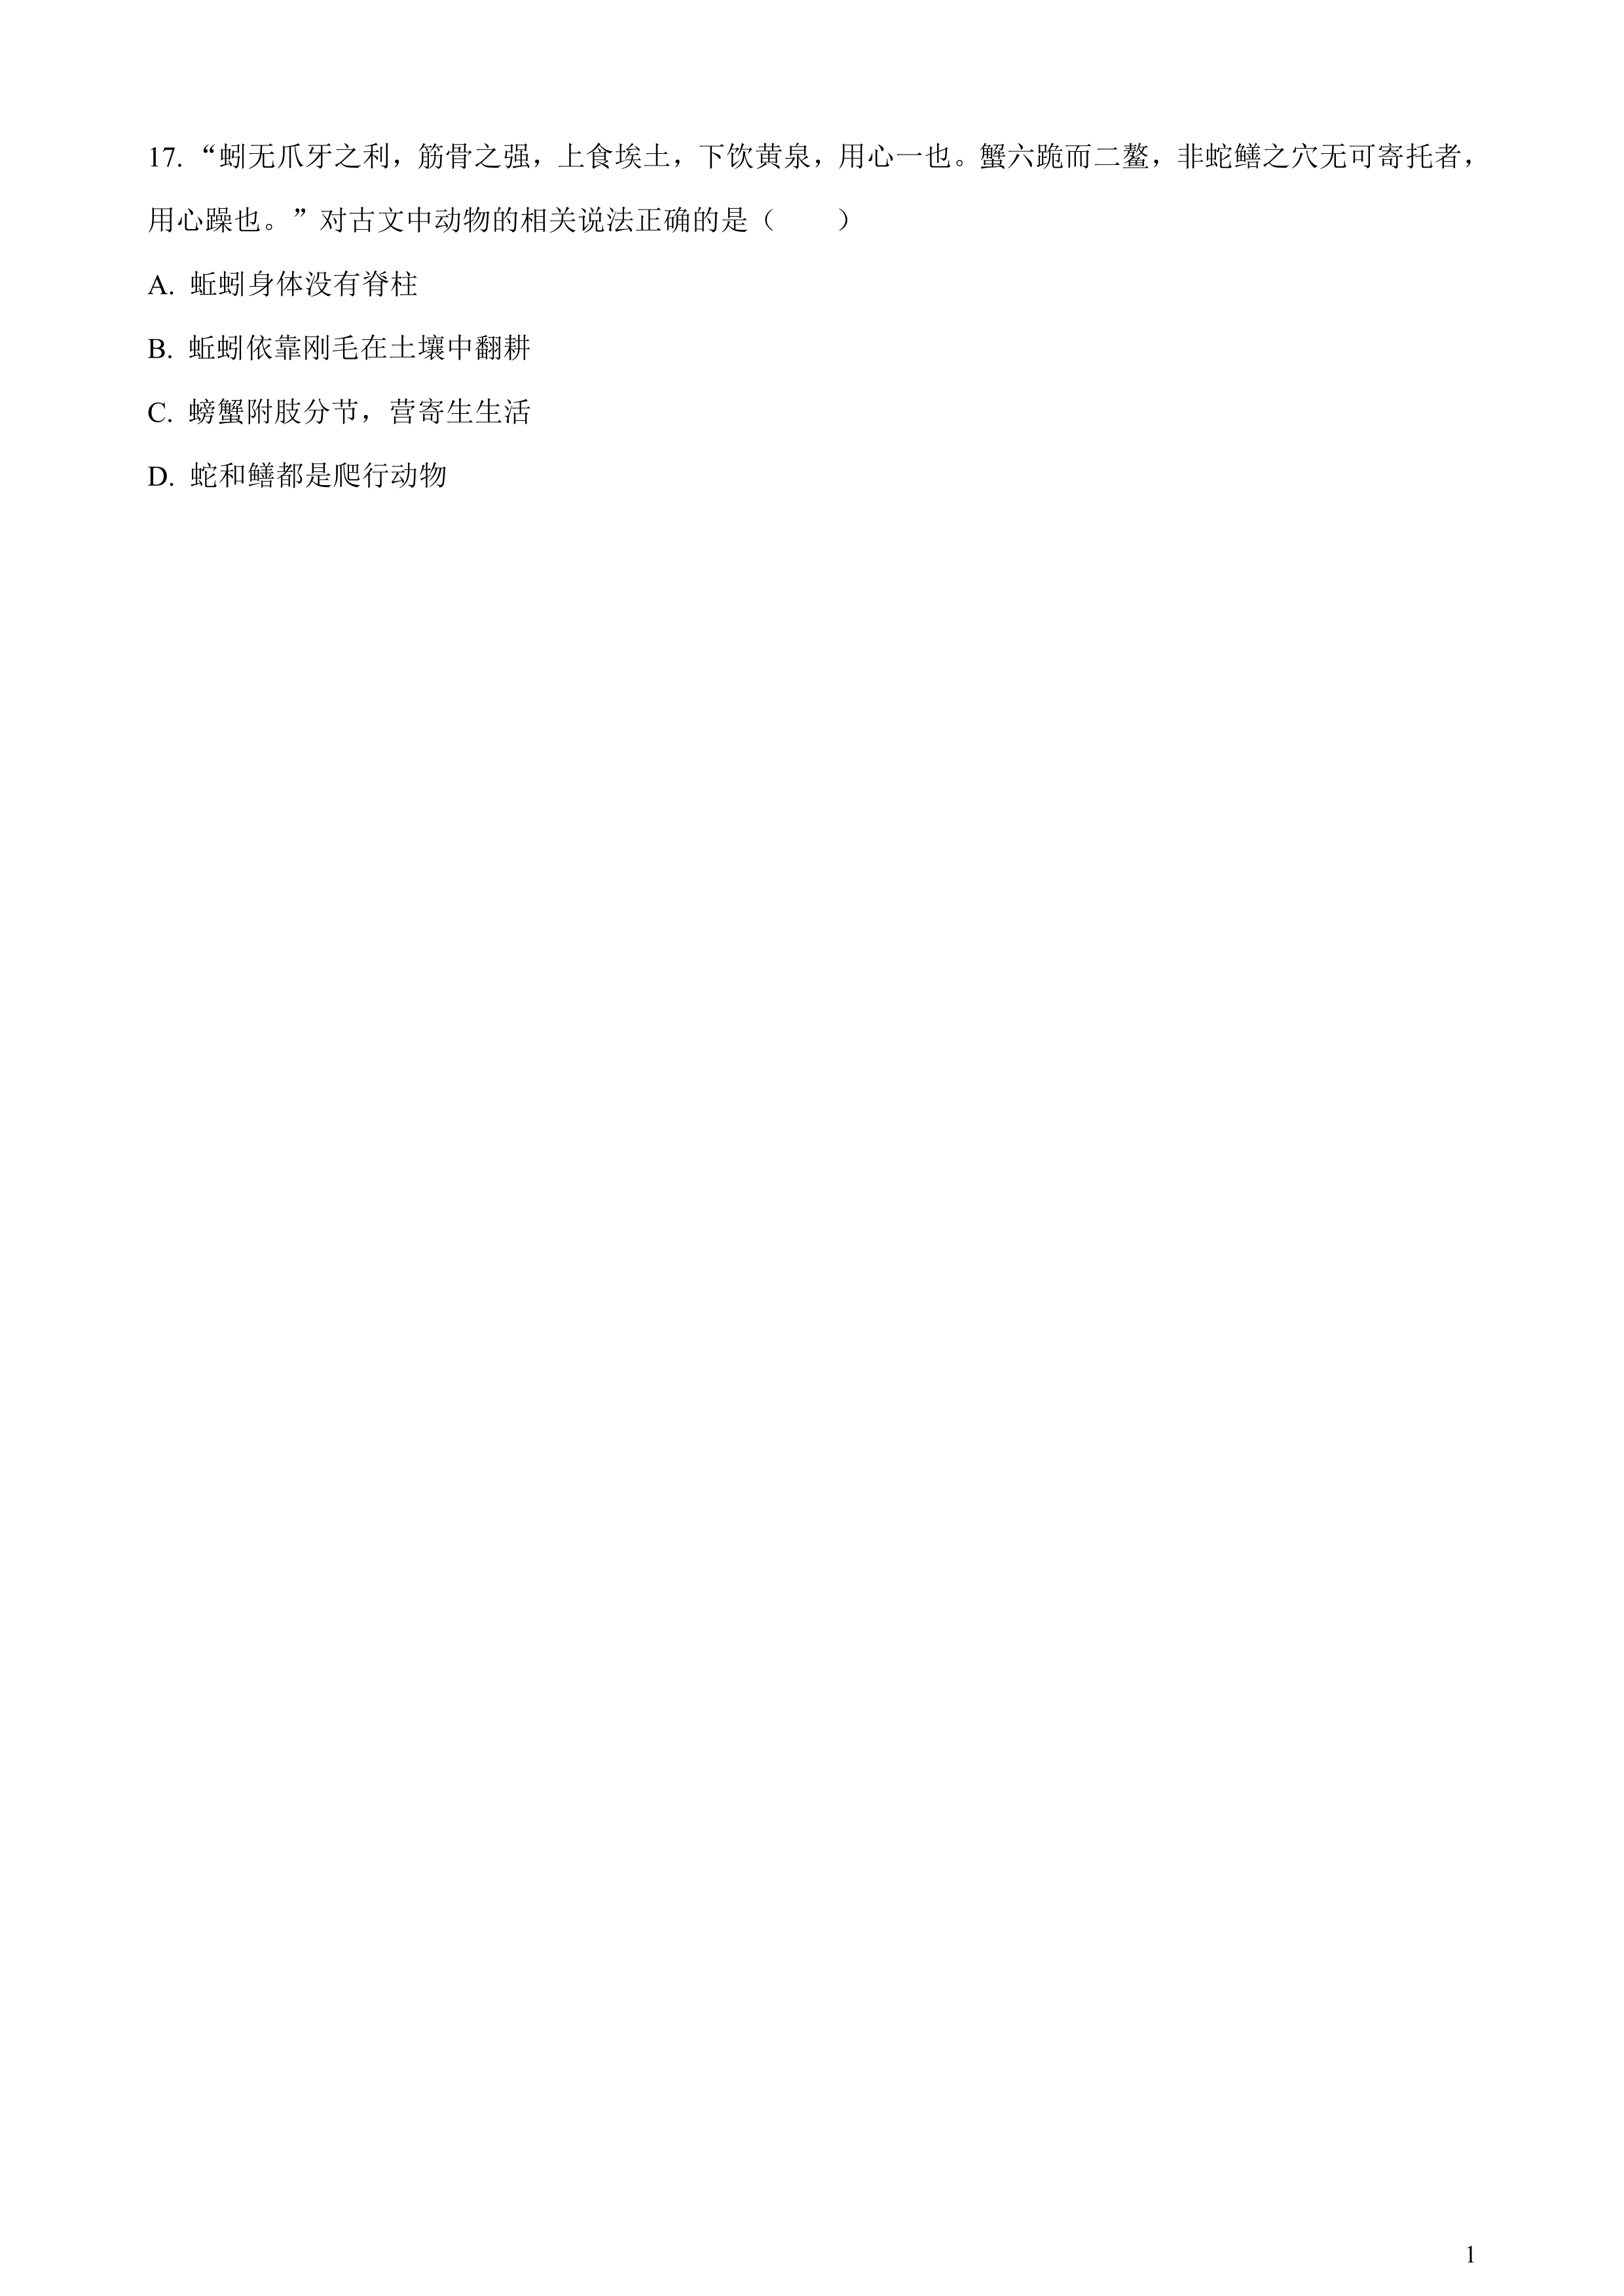 17. “蚓无爪牙之利，筋骨之强，上食埃土，下饮黄泉，用心一也。蟹六跪而二鳌，非蛇鳝之穴无可寄托者，
用心躁也。”对古文中动物的相关说法正确的是（　　）
A. 蚯蚓身体没有脊柱
B. 蚯蚓依靠刚毛在土壤中翻耕
C. 螃蟹附肢分节，营寄生生活
D. 蛇和鳝都是爬行动物
1